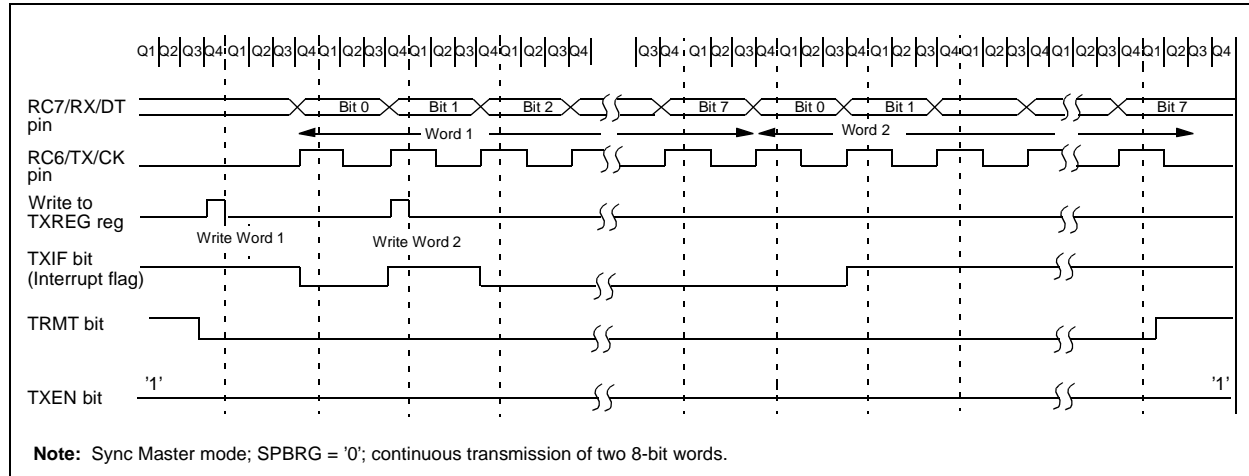 Q1 Q2 Q3 Q4 Q1 Q2 Q3 Q4 Q1 Q2 Q3 Q4 Q1 Q2 Q3 Q4 Q1 Q2 Q3 Q4 Q3 Q4 Q1 Q2 Q3 Q4 Q1 Q2 Q3 Q4 Q1 Q2 Q3 Q4 Q1 Q2 Q3 Q4 Q1 Q2 Q3 Q4 Q1 Q2 Q3 Q4
RC7/RX/DT
pin
Bit 0 Bit 1 Bit 2 Bit 7 Bit 0 Bit 1 Bit 7
Word 1 Word 2
RC6/TX/CK
pin
Write to
TXREG reg
Write Word 1 Write Word 2
TXIF bit
(Interrupt flag)
TRMT bit
'1' '1'
TXEN bit
Note: Sync Master mode; SPBRG = '0'; continuous transmission of two 8-bit words.